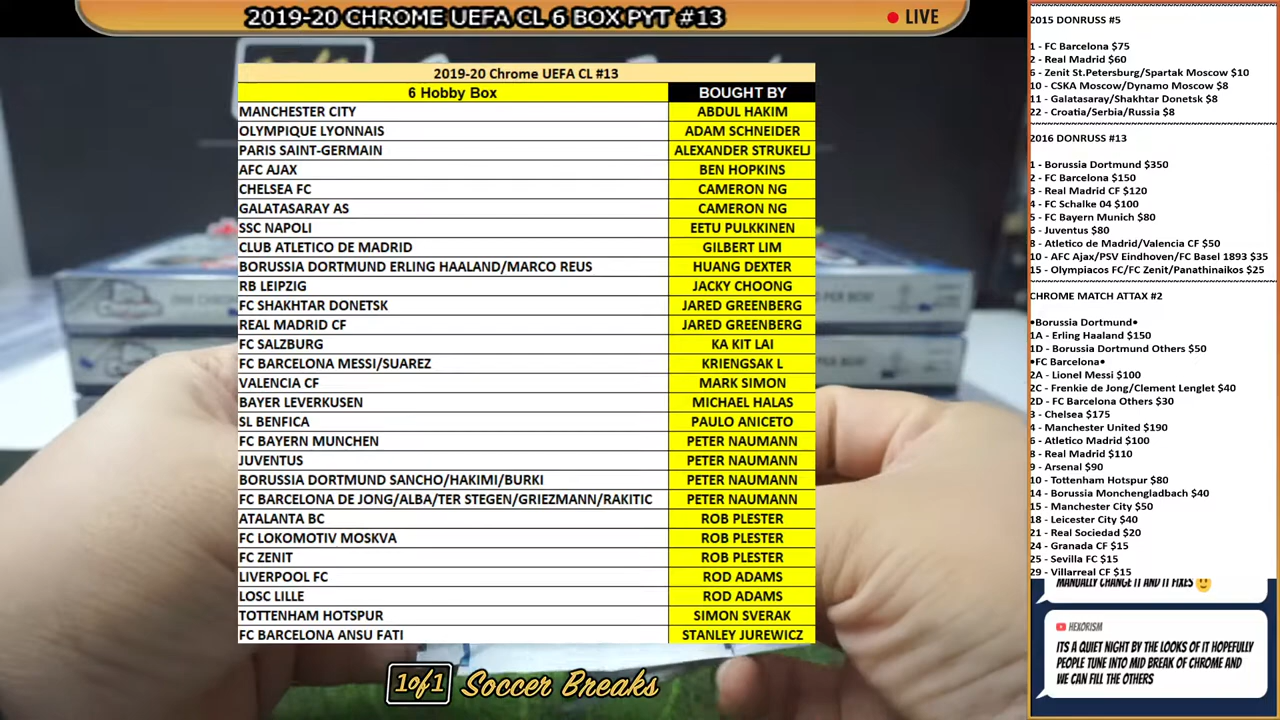 2019-20 CHROME UEFA CL 6 BOX PYT #13
LIVE
2019-20 Chrome UEFA CL #13
6 Hobby Box BOUGHT BY
MANCHESTER CITY ABDUL HAKIM
OLYMPIQUE LYONNAIS ADAM SCHNEIDER
PARIS SAINT-GERMAIN ALEXANDER STRUKELJ
AFC AJAX BEN HOPKINS
CHELSEA FC CAMERON NG
GALATASARAY AS CAMERON NG
SSC NAPOLI EETU PULKKINEN
CLUB ATLETICO DE MADRID GILBERT LIM
BORUSSIA DORTMUND ERLING HAALAND/MARCO REUS HUANG DEXTER
RB LEIPZIG JACKY CHOONG
FC SHAKHTAR DONETSK JARED GREENBERG
REAL MADRID CF JARED GREENBERG
FC SALZBURG KA KIT LAI
FC BARCELONA MESSI/SUAREZ KRIENGSAK L
VALENCIA CF MARK SIMON
BAYER LEVERKUSEN MICHAEL HALAS
SL BENFICA PAULO ANICETO
FC BAYERN MUNCHEN PETER NAUMANN
JUVENTUS PETER NAUMANN
BORUSSIA DORTMUND SANCHO/HAKIMI/BURKI PETER NAUMANN
FC BARCELONA DE JONG/ALBA/TER STEGEN/GRIEZMANN/RAKITIC PETER NAUMANN
ATALANTA BC ROB PLESTER
FC LOKOMOTIV MOSKVA ROB PLESTER
FC ZENIT ROB PLESTER
LIVERPOOL FC ROD ADAMS
LOSC LILLE ROD ADAMS
TOTTENHAM HOTSPUR SIMON SVERAK
FC BARCELONA ANSU FATI STANLEY JUREWICZ
1of1 Soccer Breaks
2015 DONRUSS #5
1 - FC Barcelona $75
2 - Real Madrid $60
6 - Zenit St.Petersburg/Spartak Moscow $10
10 - CSKA Moscow/Dynamo Moscow $8
11 - Galatasaray/Shakhtar Donetsk $8
22 - Croatia/Serbia/Russia $8
2016 DONRUSS #13
1 - Borussia Dortmund $350
2 - FC Barcelona $150
3 - Real Madrid CF $120
4 - FC Schalke 04 $100
5 - FC Bayern Munich $80
6 - Juventus $80
8 - Atletico de Madrid/Valencia CF $50
10 - AFC Ajax/PSV Eindhoven/FC Basel 1893 $35
15 - Olympiacos FC/FC Zenit/Panathinaikos $25
CHROME MATCH ATTAX #2
•Borussia Dortmund•
1A - Erling Haaland $150
1D - Borussia Dortmund Others $50
•FC Barcelona•
2A - Lionel Messi $100
2C - Frenkie de Jong/Clement Lenglet $40
2D - FC Barcelona Others $30
3 - Chelsea $175
4 - Manchester United $190
6 - Atletico Madrid $100
8 - Real Madrid $110
9 - Arsenal $90
10 - Tottenham Hotspur $80
14 - Borussia Monchengladbach $40
15 - Manchester City $50
18 - Leicester City $40
21 - Real Sociedad $20
24 - Granada CF $15
25 - Sevilla FC $15
29 - Villarreal CF $15
MANUALLY CHANGE IT AND IT FIXES
HEXORISM
ITS A QUIET NIGHT BY THE LOOKS OF IT HOPEFULLY
PEOPLE TUNE INTO MID BREAK OF CHROME AND
WE CAN FILL THE OTHERS